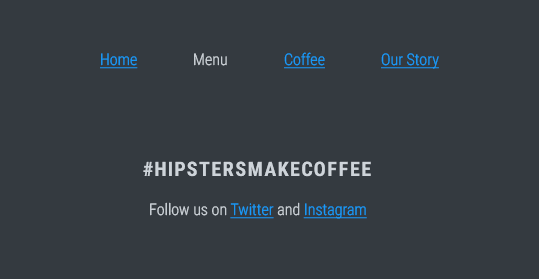 Home Menu Coffee Our Story
#HIPSTERSMAKECOFFEE
Follow us on Twitter and Instagram